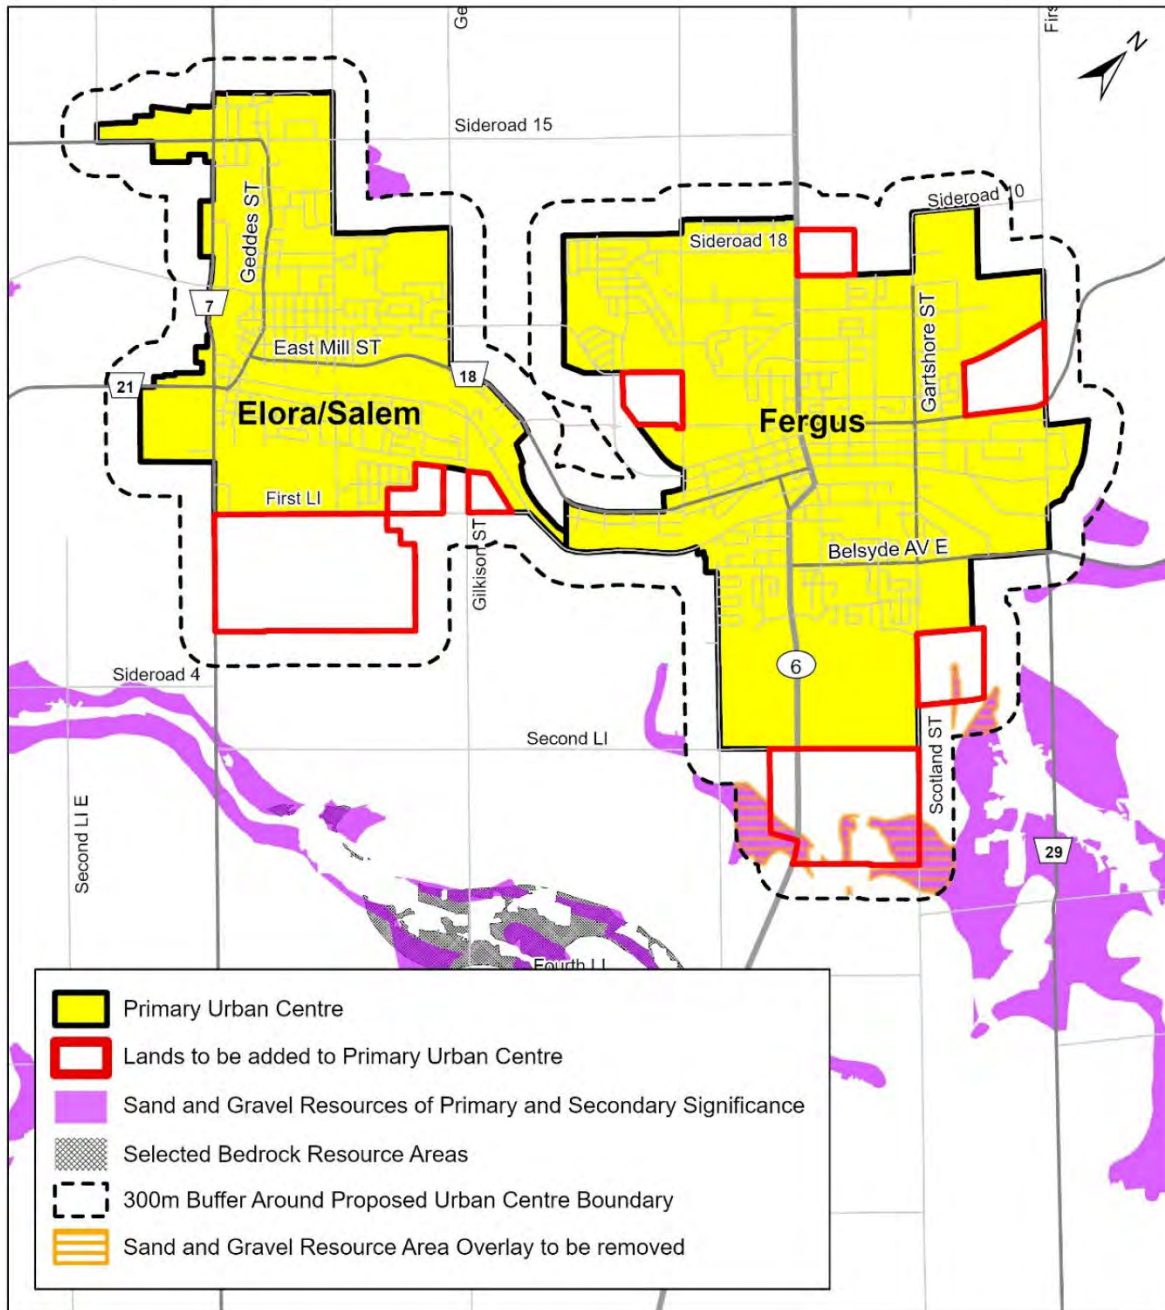 Ge
Firs
N
Sideroad 15
Sideroad 10
Sideroad 18
Geddes ST
7
Gartshore ST
East Mill ST
21
18
Elora/Salem
Fergus
First LI
Gilkison ST
Belsyde AV E
6
Sideroad 4
Second LI
Scotland ST
Second LI E
29
Fourth LI
Primary Urban Centre
Lands to be added to Primary Urban Centre
Sand and Gravel Resources of Primary and Secondary Significance
Selected Bedrock Resource Areas
300m Buffer Around Proposed Urban Centre Boundary
Sand and Gravel Resource Area Overlay to be removed